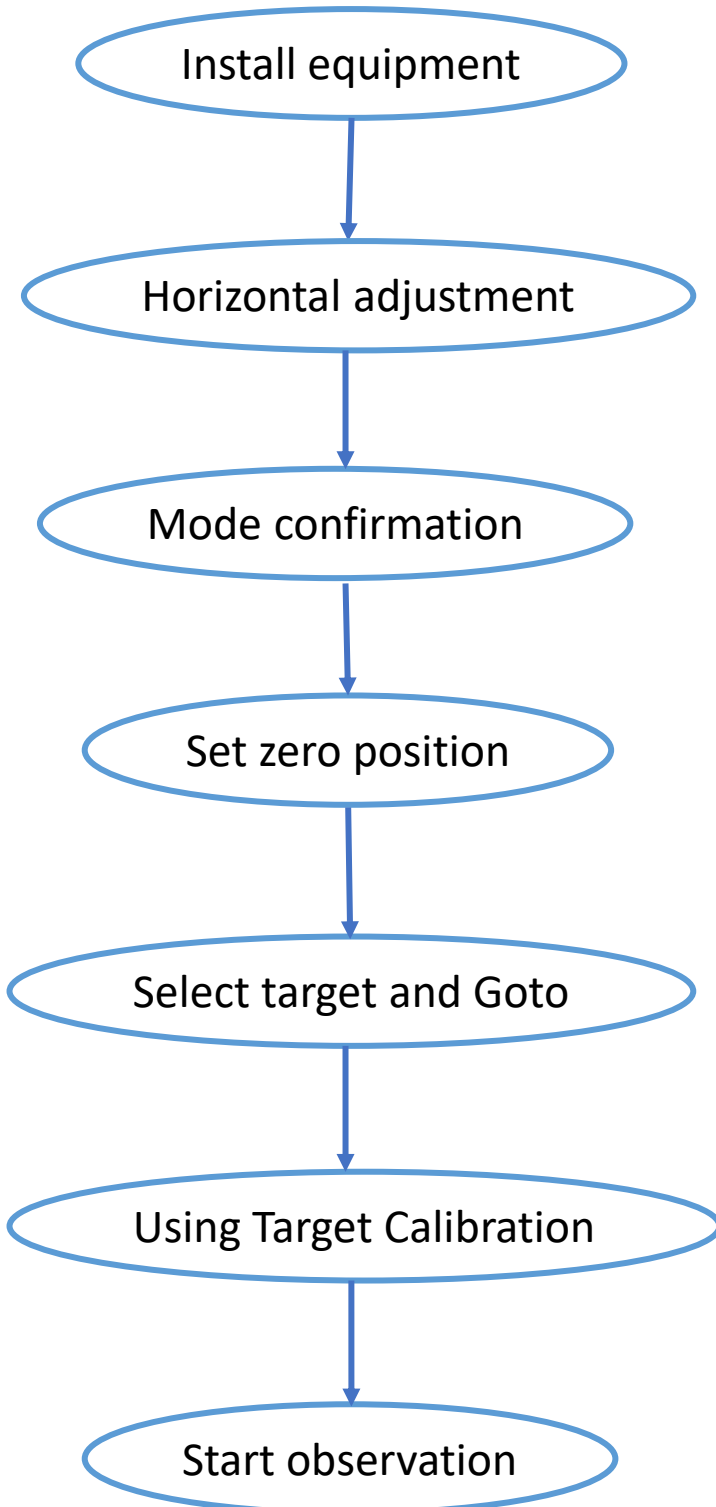 Install equipment
Horizontal adjustment
Mode confirmation
Set zero position
Select target and Goto
Using Target Calibration
Start observation